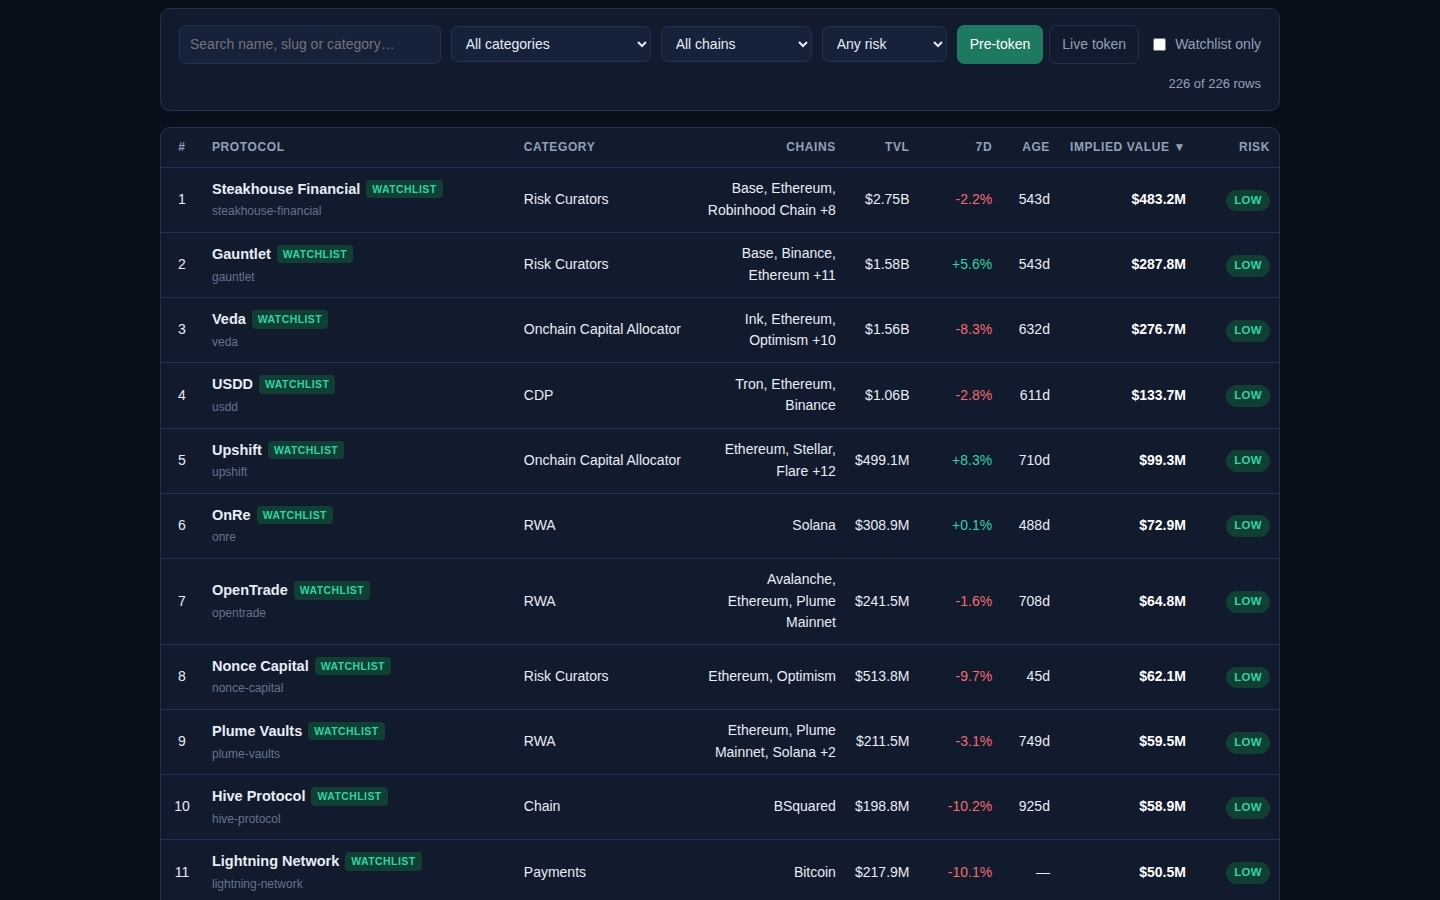 Search name, slug or category… All categories All chains Any risk Pre-token Live token Watchlist only
226 of 226 rows
# PROTOCOL CATEGORY CHAINS TVL 7D AGE IMPLIED VALUE ▼ RISK
1 Steakhouse Financial WATCHLIST Risk Curators Base, Ethereum, $2.75B -2.2% 543d $483.2M LOW
steakhouse-financial Robinhood Chain +8
2 Gauntlet WATCHLIST Risk Curators Base, Binance, $1.58B +5.6% 543d $287.8M LOW
gauntlet Ethereum +11
3 Veda WATCHLIST Onchain Capital Allocator Ink, Ethereum, $1.56B -8.3% 632d $276.7M LOW
veda Optimism +10
4 USDD WATCHLIST CDP Tron, Ethereum, $1.06B -2.8% 611d $133.7M LOW
usdd Binance
5 Upshift WATCHLIST Onchain Capital Allocator Ethereum, Stellar, $499.1M +8.3% 710d $99.3M LOW
upshift Flare +12
6 OnRe WATCHLIST RWA Solana $308.9M +0.1% 488d $72.9M LOW
onre
7 OpenTrade WATCHLIST RWA Avalanche, $241.5M -1.6% 708d $64.8M LOW
opentrade Ethereum, Plume
Mainnet
8 Nonce Capital WATCHLIST Risk Curators Ethereum, Optimism $513.8M -9.7% 45d $62.1M LOW
nonce-capital
9 Plume Vaults WATCHLIST RWA Ethereum, Plume $211.5M -3.1% 749d $59.5M LOW
plume-vaults Mainnet, Solana +2
10 Hive Protocol WATCHLIST Chain BSquared $198.8M -10.2% 925d $58.9M LOW
hive-protocol
11 Lightning Network WATCHLIST Payments Bitcoin $217.9M -10.1% — $50.5M LOW
lightning-network